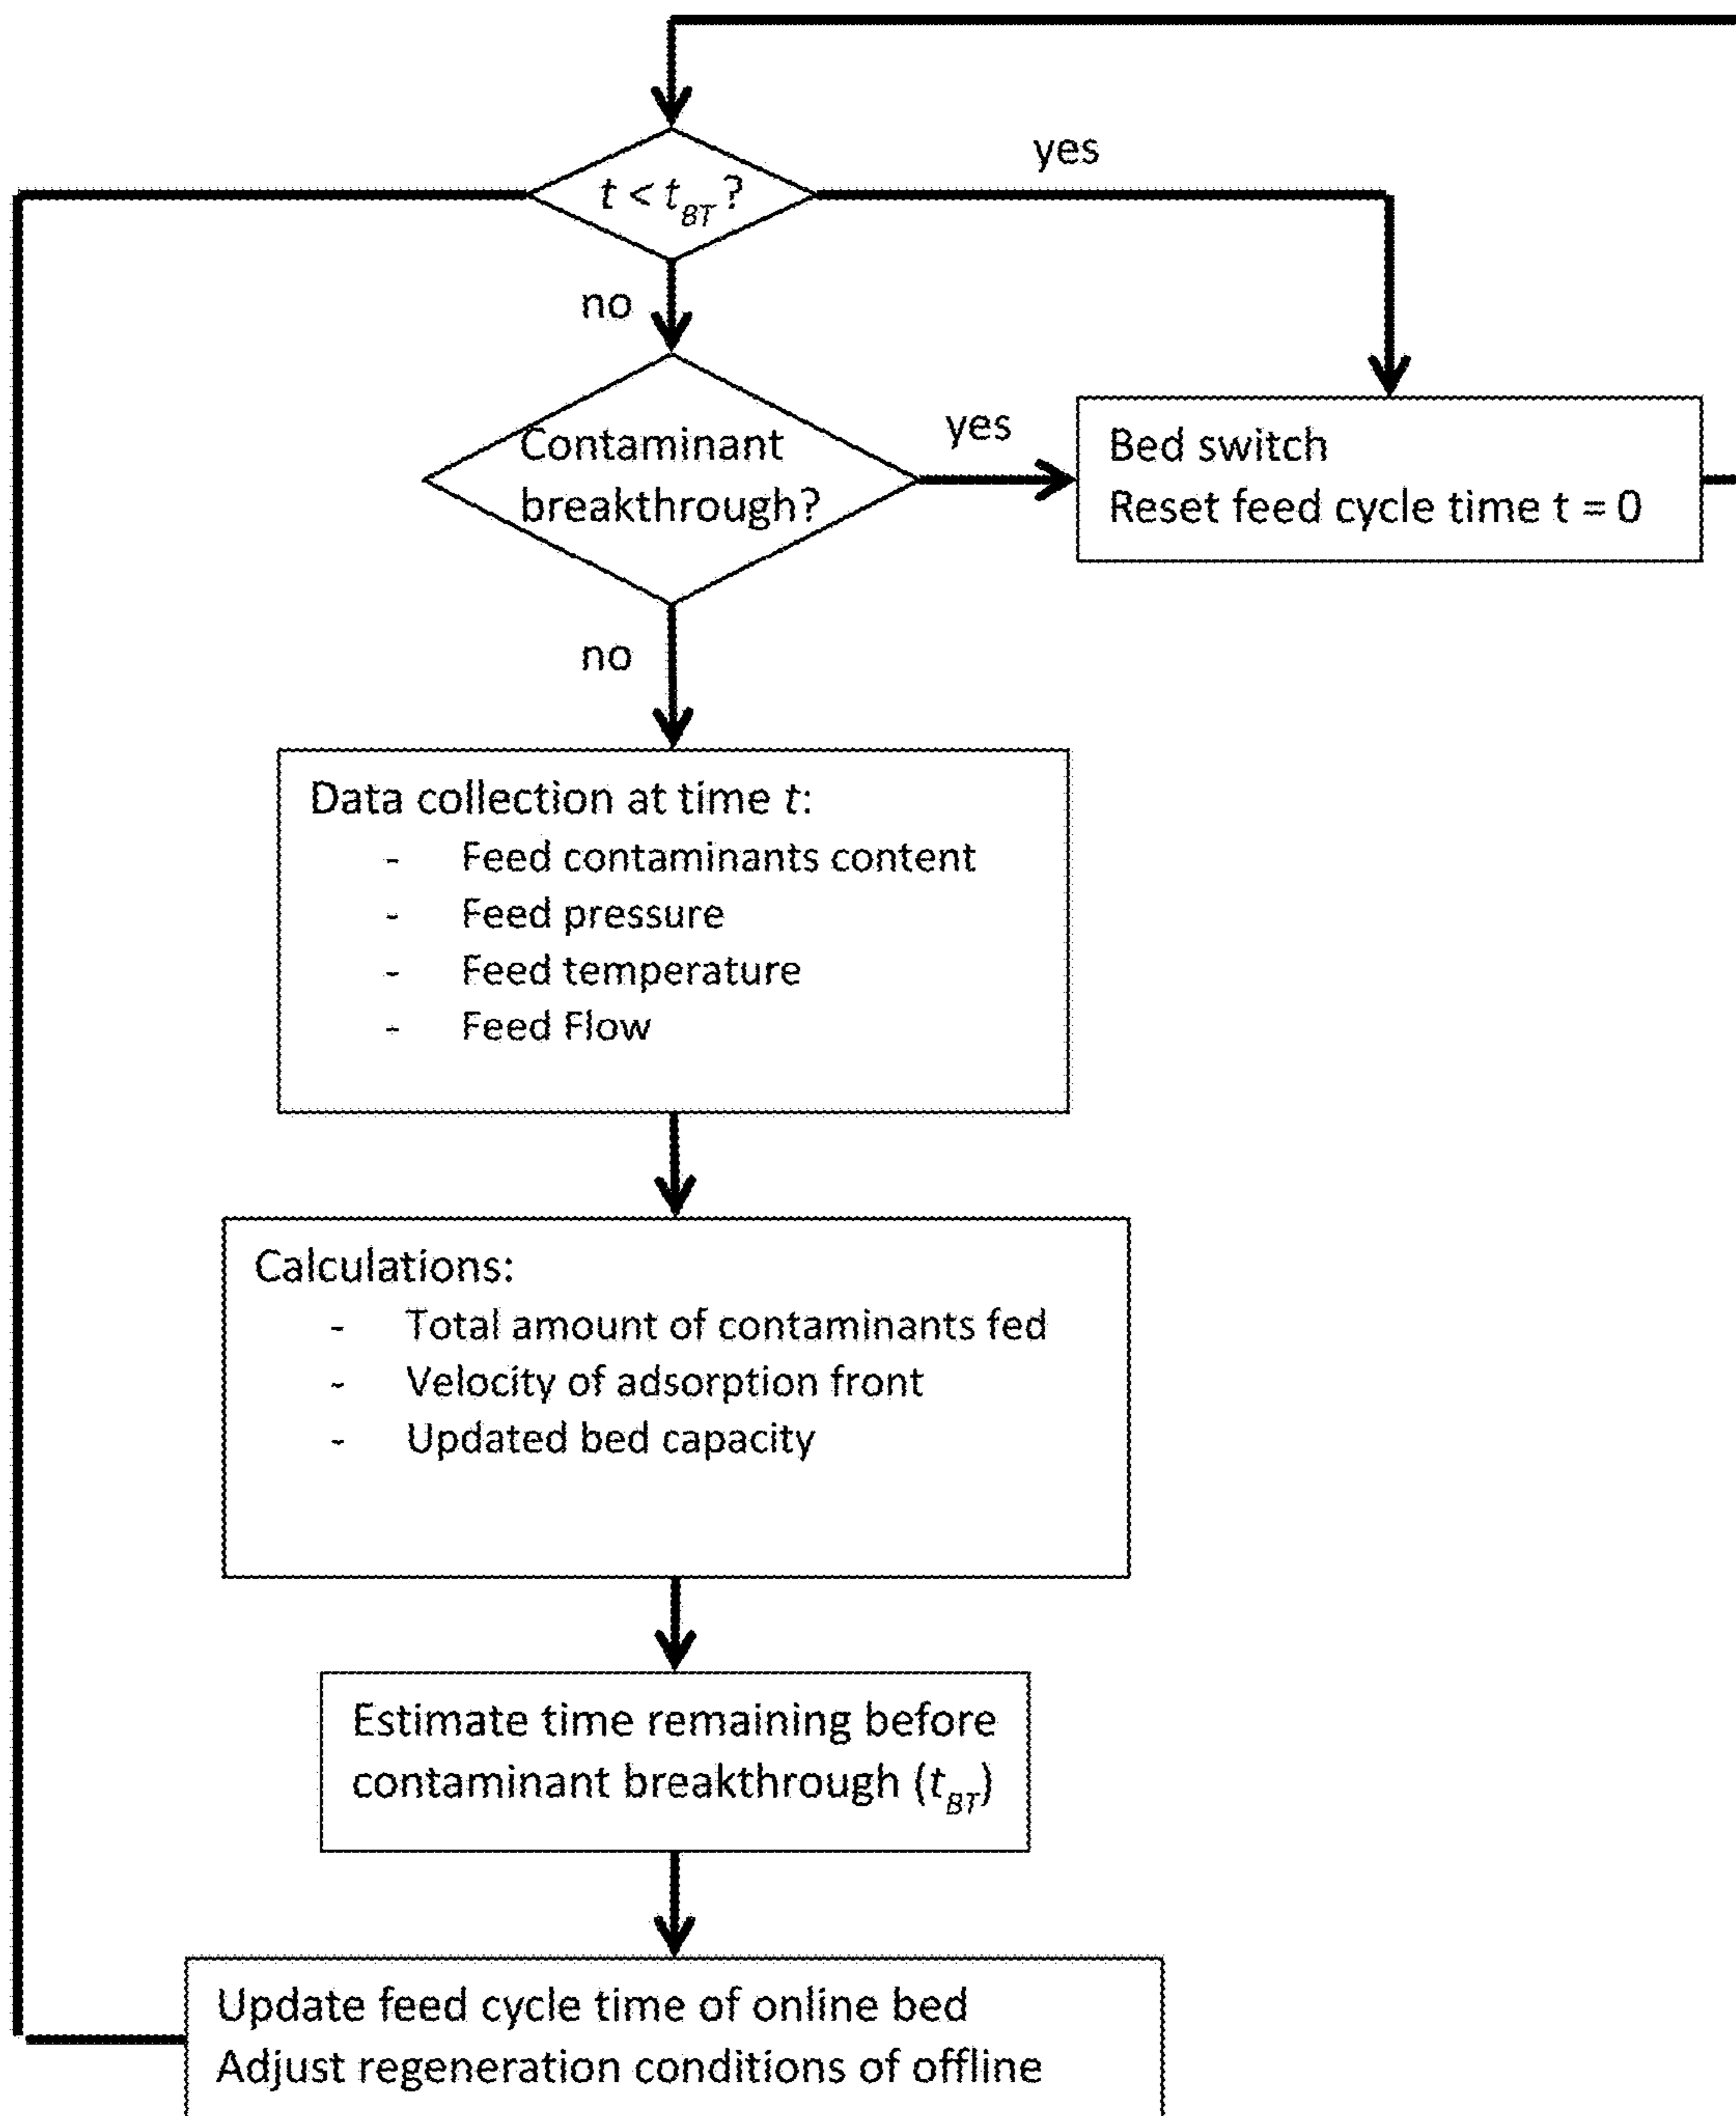 t < t_BT ?
yes
no
Contaminant
breakthrough?
yes
Bed switch
Reset feed cycle time t = 0
no
Data collection at time t:
- Feed contaminants content
- Feed pressure
- Feed temperature
- Feed Flow
Calculations:
- Total amount of contaminants fed
- Velocity of adsorption front
- Updated bed capacity
Estimate time remaining before
contaminant breakthrough (t_BT)
Update feed cycle time of online bed
Adjust regeneration conditions of offline